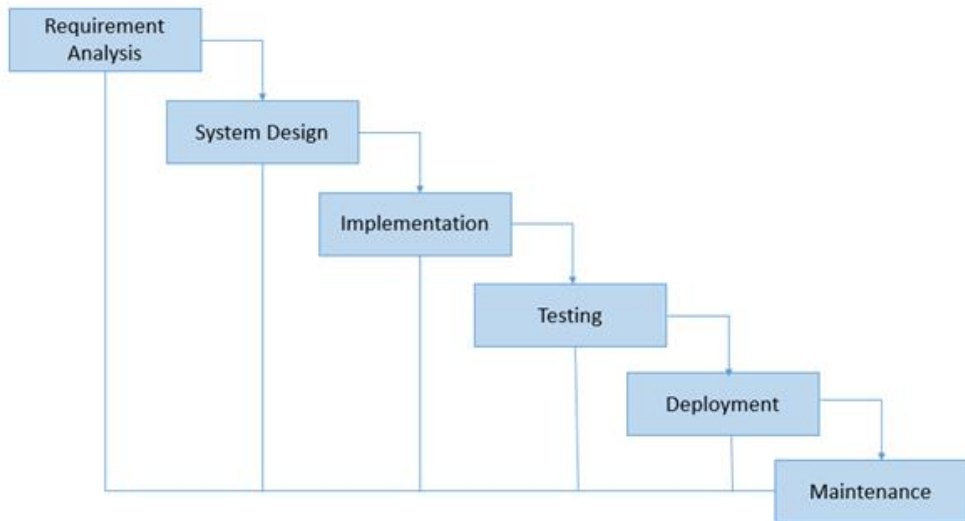 Requirement
Analysis
System Design
Implementation
Testing
Deployment
Maintenance